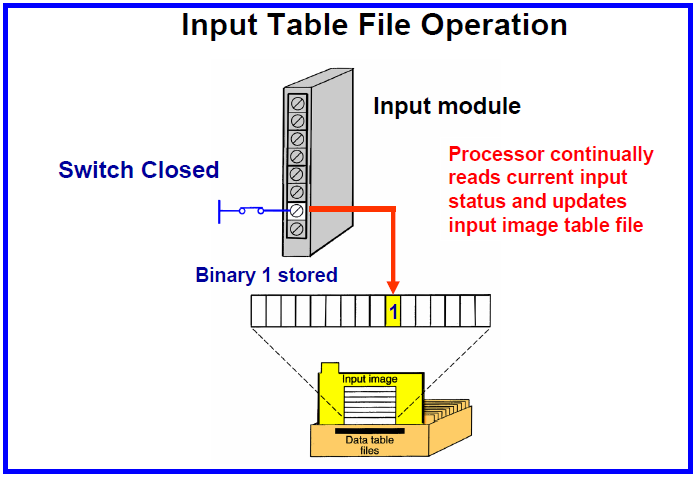 Input Table File Operation
Input module
Processor continually
reads current input
status and updates
input image table file
Switch Closed
Binary 1 stored
1
Input image
Data table
files